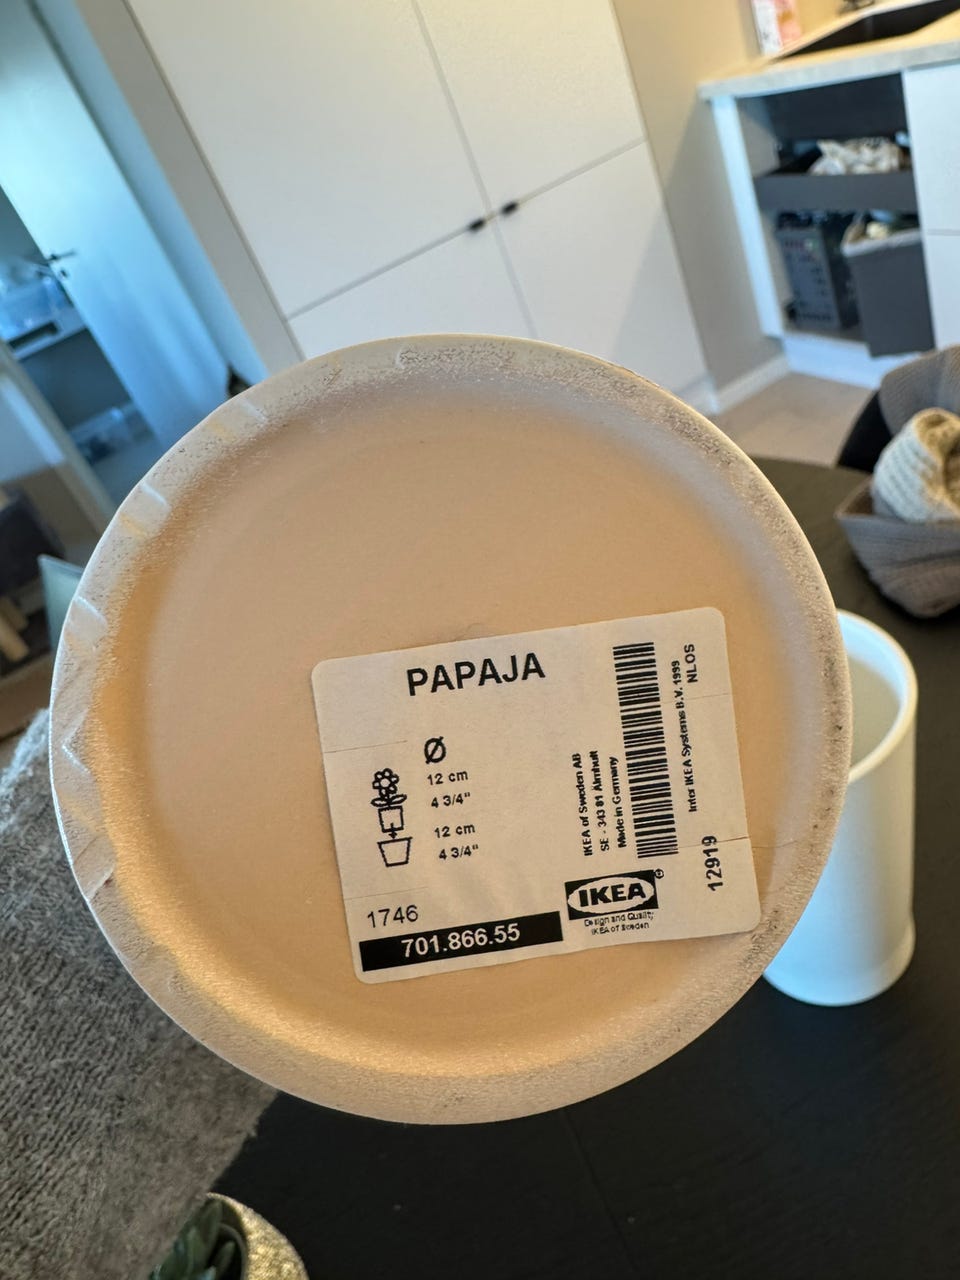 PAPAJA
Ø
12 cm
4 3/4"
12 cm
4 3/4"
1746
701.866.55
IKEA of Sweden AB
SE - 343 81 Älmhult
Made in Germany
Inter IKEA Systems B.V. 1999
NLOS
12919
IKEA
®
Design and Quality
IKEA of Sweden